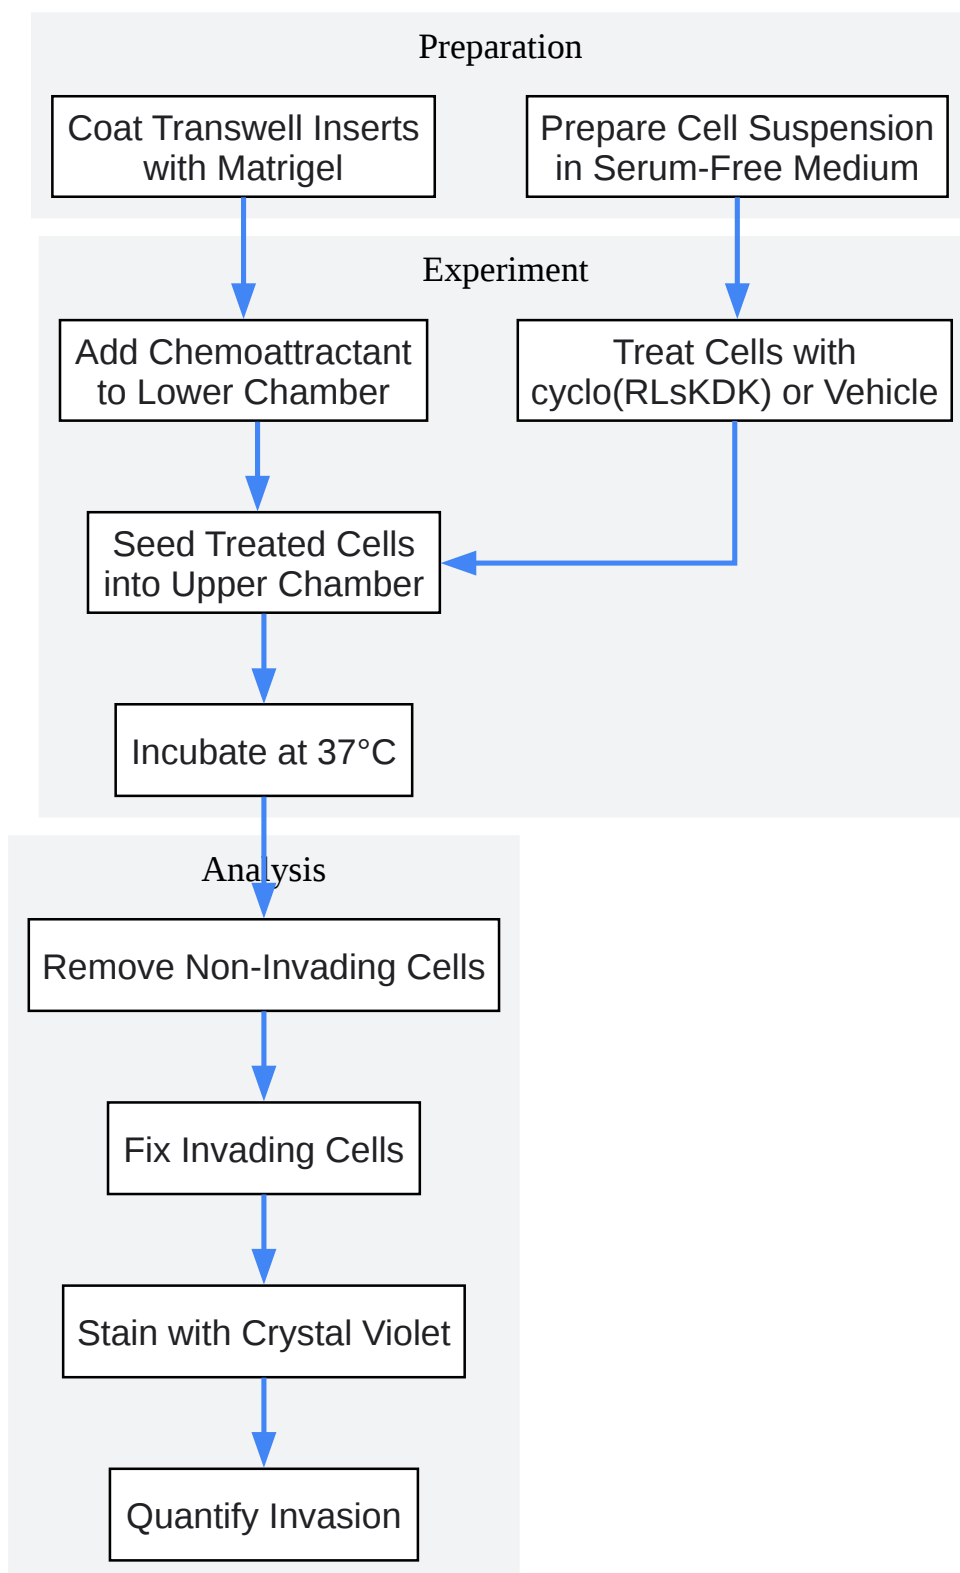 Preparation
Coat Transwell Inserts
with Matrigel
Prepare Cell Suspension
in Serum-Free Medium
Experiment
Add Chemoattractant
to Lower Chamber
Treat Cells with
cyclo(RLsKDK) or Vehicle
Seed Treated Cells
into Upper Chamber
Incubate at 37°C
Analysis
Remove Non-Invading Cells
Fix Invading Cells
Stain with Crystal Violet
Quantify Invasion